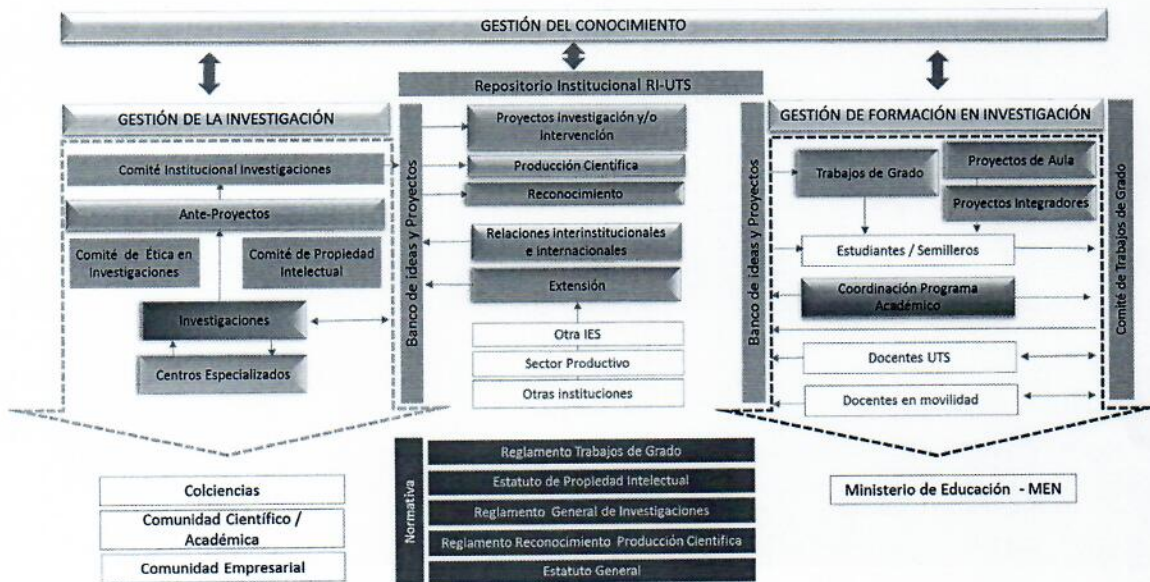 GESTIÓN DEL CONOCIMIENTO
Repositorio Institucional RI-UTS
GESTIÓN DE LA INVESTIGACIÓN
Comité Institucional Investigaciones
Ante-Proyectos
Comité de Ética en
Investigaciones
Comité de Propiedad
Intelectual
Investigaciones
Centros Especializados
Banco de ideas y Proyectos
Proyectos investigación y/o
Intervención
Producción Científica
Reconocimiento
Relaciones interinstitucionales
e internacionales
Extensión
Otra IES
Sector Productivo
Otras instituciones
Banco de ideas y Proyectos
GESTIÓN DE FORMACIÓN EN INVESTIGACIÓN
Trabajos de Grado
Proyectos de Aula
Proyectos Integradores
Estudiantes / Semilleros
Coordinación Programa
Académico
Docentes UTS
Docentes en movilidad
Comité de Trabajos de Grado
Colciencias
Comunidad Científico /
Académica
Comunidad Empresarial
Normativa
Reglamento Trabajos de Grado
Estatuto de Propiedad Intelectual
Reglamento General de Investigaciones
Reglamento Reconocimiento Producción Científica
Estatuto General
Ministerio de Educación - MEN